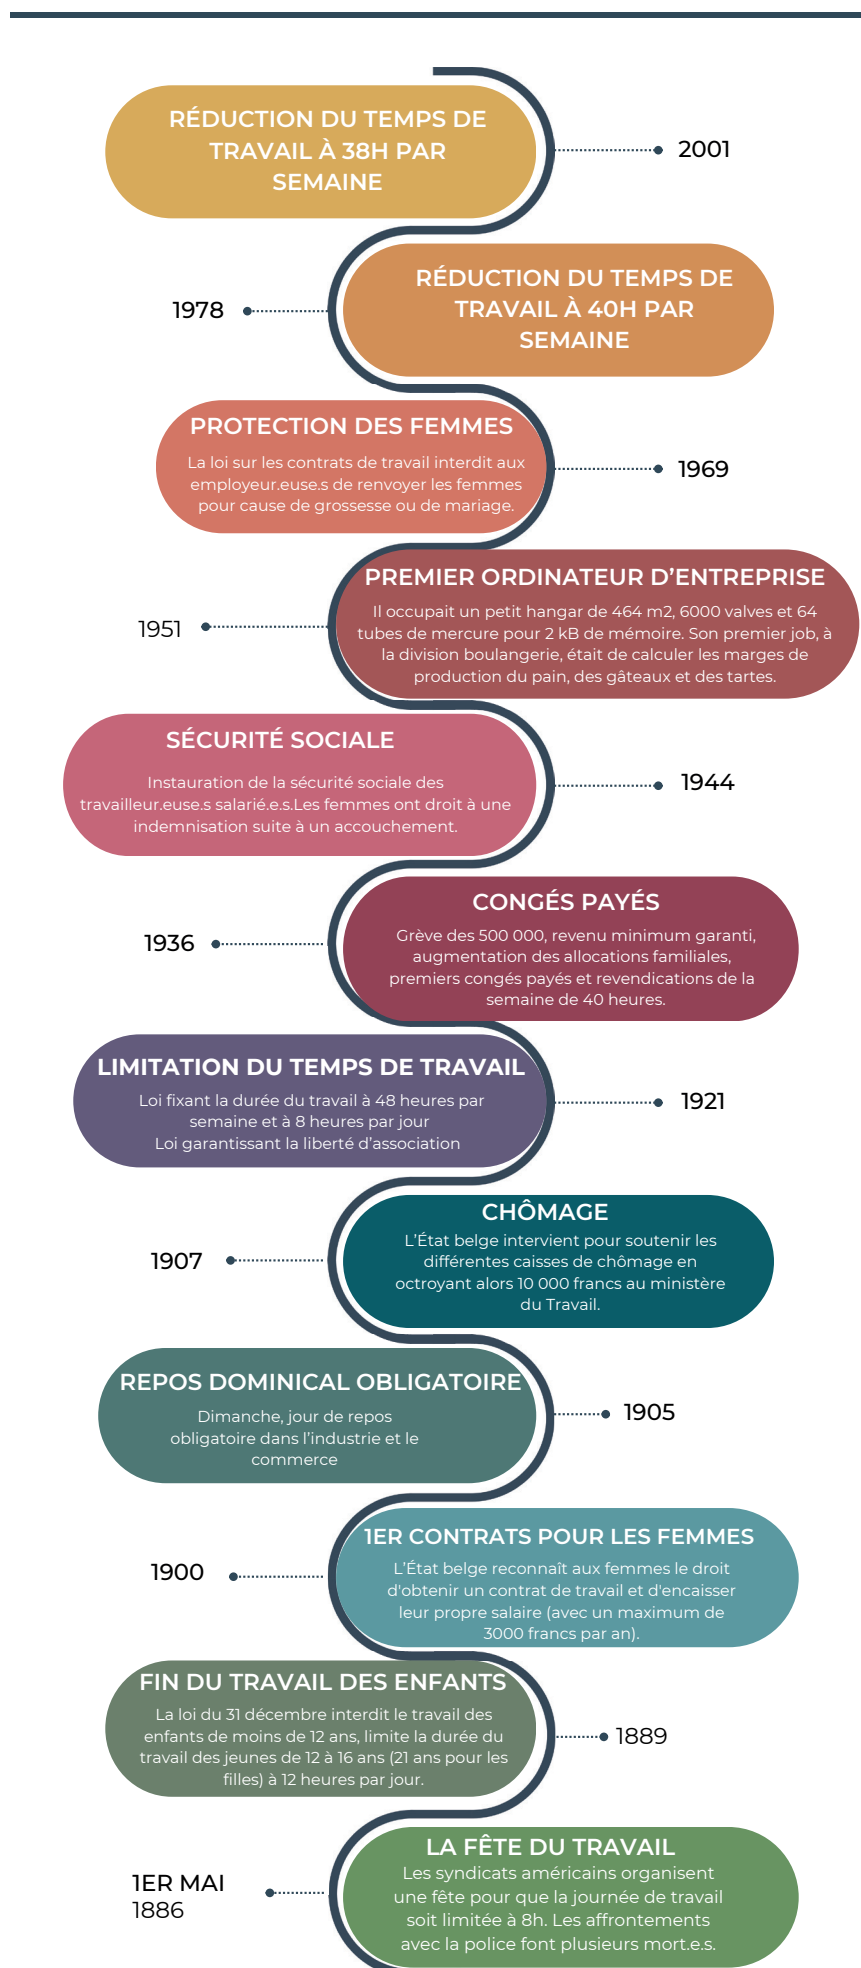 RÉDUCTION DU TEMPS DE
TRAVAIL À 38H PAR
SEMAINE
2001
1978
RÉDUCTION DU TEMPS DE
TRAVAIL À 40H PAR
SEMAINE
PROTECTION DES FEMMES
La loi sur les contrats de travail interdit aux
employeur.euse.s de renvoyer les femmes
pour cause de grossesse ou de mariage.
1969
PREMIER ORDINATEUR D'ENTREPRISE
Il occupait un petit hangar de 464 m2, 6000 valves et 64
tubes de mercure pour 2 kB de mémoire. Son premier job, à
la division boulangerie, était de calculer les marges de
production du pain, des gâteaux et des tartes.
1951
SÉCURITÉ SOCIALE
Instauration de la sécurité sociale des
travailleur.euse.s salarié.e.s.Les femmes ont droit à une
indemnisation suite à un accouchement.
1944
CONGÉS PAYÉS
Grève des 500 000, revenu minimum garanti,
augmentation des allocations familiales,
premiers congés payés et revendications de la
semaine de 40 heures.
1936
LIMITATION DU TEMPS DE TRAVAIL
Loi fixant la durée du travail à 48 heures par
semaine et à 8 heures par jour
Loi garantissant la liberté d'association
1921
CHÔMAGE
L'État belge intervient pour soutenir les
différentes caisses de chômage en
octroyant alors 10 000 francs au ministère
du Travail.
1907
REPOS DOMINICAL OBLIGATOIRE
Dimanche, jour de repos
obligatoire dans l'industrie et le
commerce
1905
1ER CONTRATS POUR LES FEMMES
L'État belge reconnaît aux femmes le droit
d'obtenir un contrat de travail et d'encaisser
leur propre salaire (avec un maximum de
3000 francs par an).
1900
FIN DU TRAVAIL DES ENFANTS
La loi du 31 décembre interdit le travail des
enfants de moins de 12 ans, limite la durée du
travail des jeunes de 12 à 16 ans (21 ans pour les
filles) à 12 heures par jour.
1889
LA FÊTE DU TRAVAIL
Les syndicats américains organisent
une fête pour que la journée de travail
soit limitée à 8h. Les affrontements
avec la police font plusieurs mort.e.s.
1ER MAI
1886